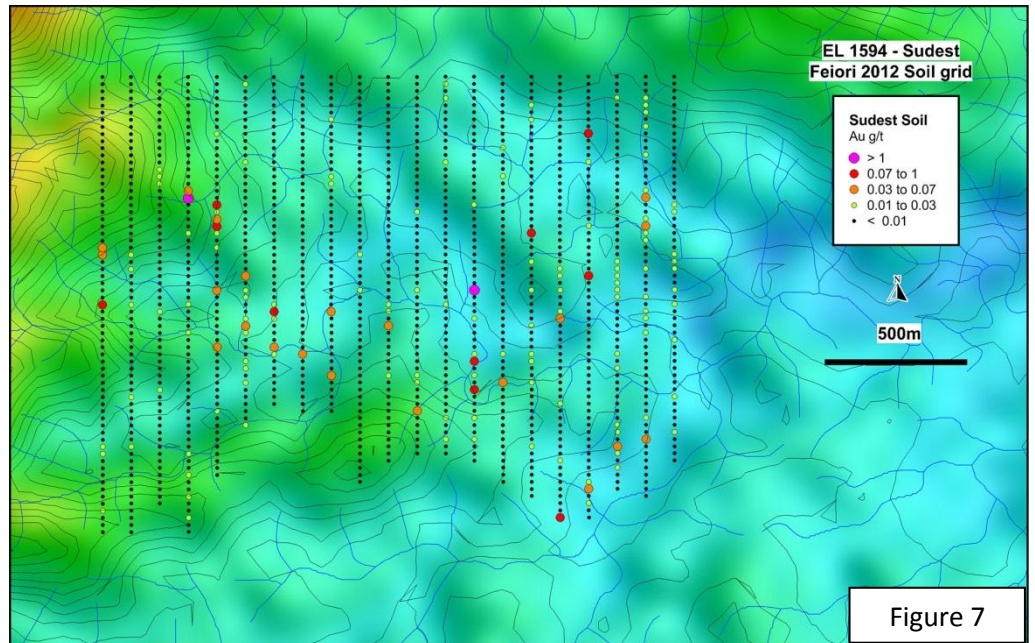 EL 1594 - Sudest
Feiori 2012 Soil grid
Sudest Soil
Au g/t
> 1
0.07 to 1
0.03 to 0.07
0.01 to 0.03
< 0.01
N
500m
Figure 7